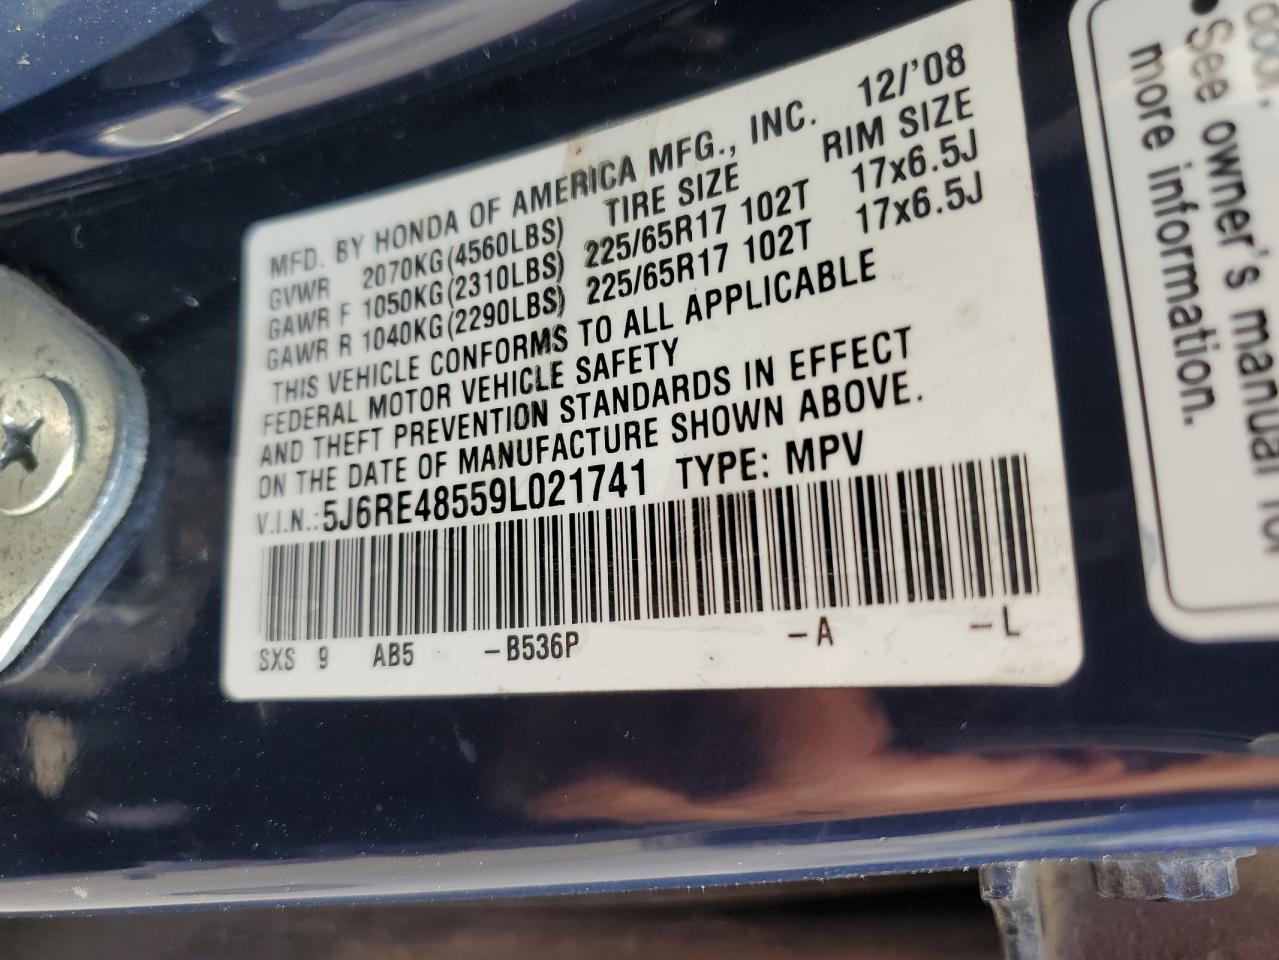 MFD. BY HONDA OF AMERICA MFG., INC. 12/'08
GVWR 2070KG(4560LBS) TIRE SIZE RIM SIZE
GAWR F 1050KG(2310LBS) 225/65R17 102T 17x6.5J
GAWR R 1040KG(2290LBS) 225/65R17 102T 17x6.5J
THIS VEHICLE CONFORMS TO ALL APPLICABLE
FEDERAL MOTOR VEHICLE SAFETY
AND THEFT PREVENTION STANDARDS IN EFFECT
ON THE DATE OF MANUFACTURE SHOWN ABOVE.
V.I.N.:5J6RE48559L021741 TYPE: MPV
SXS 9 AB5 -B536P -A -L
door.
• See owner's manual for
more information.